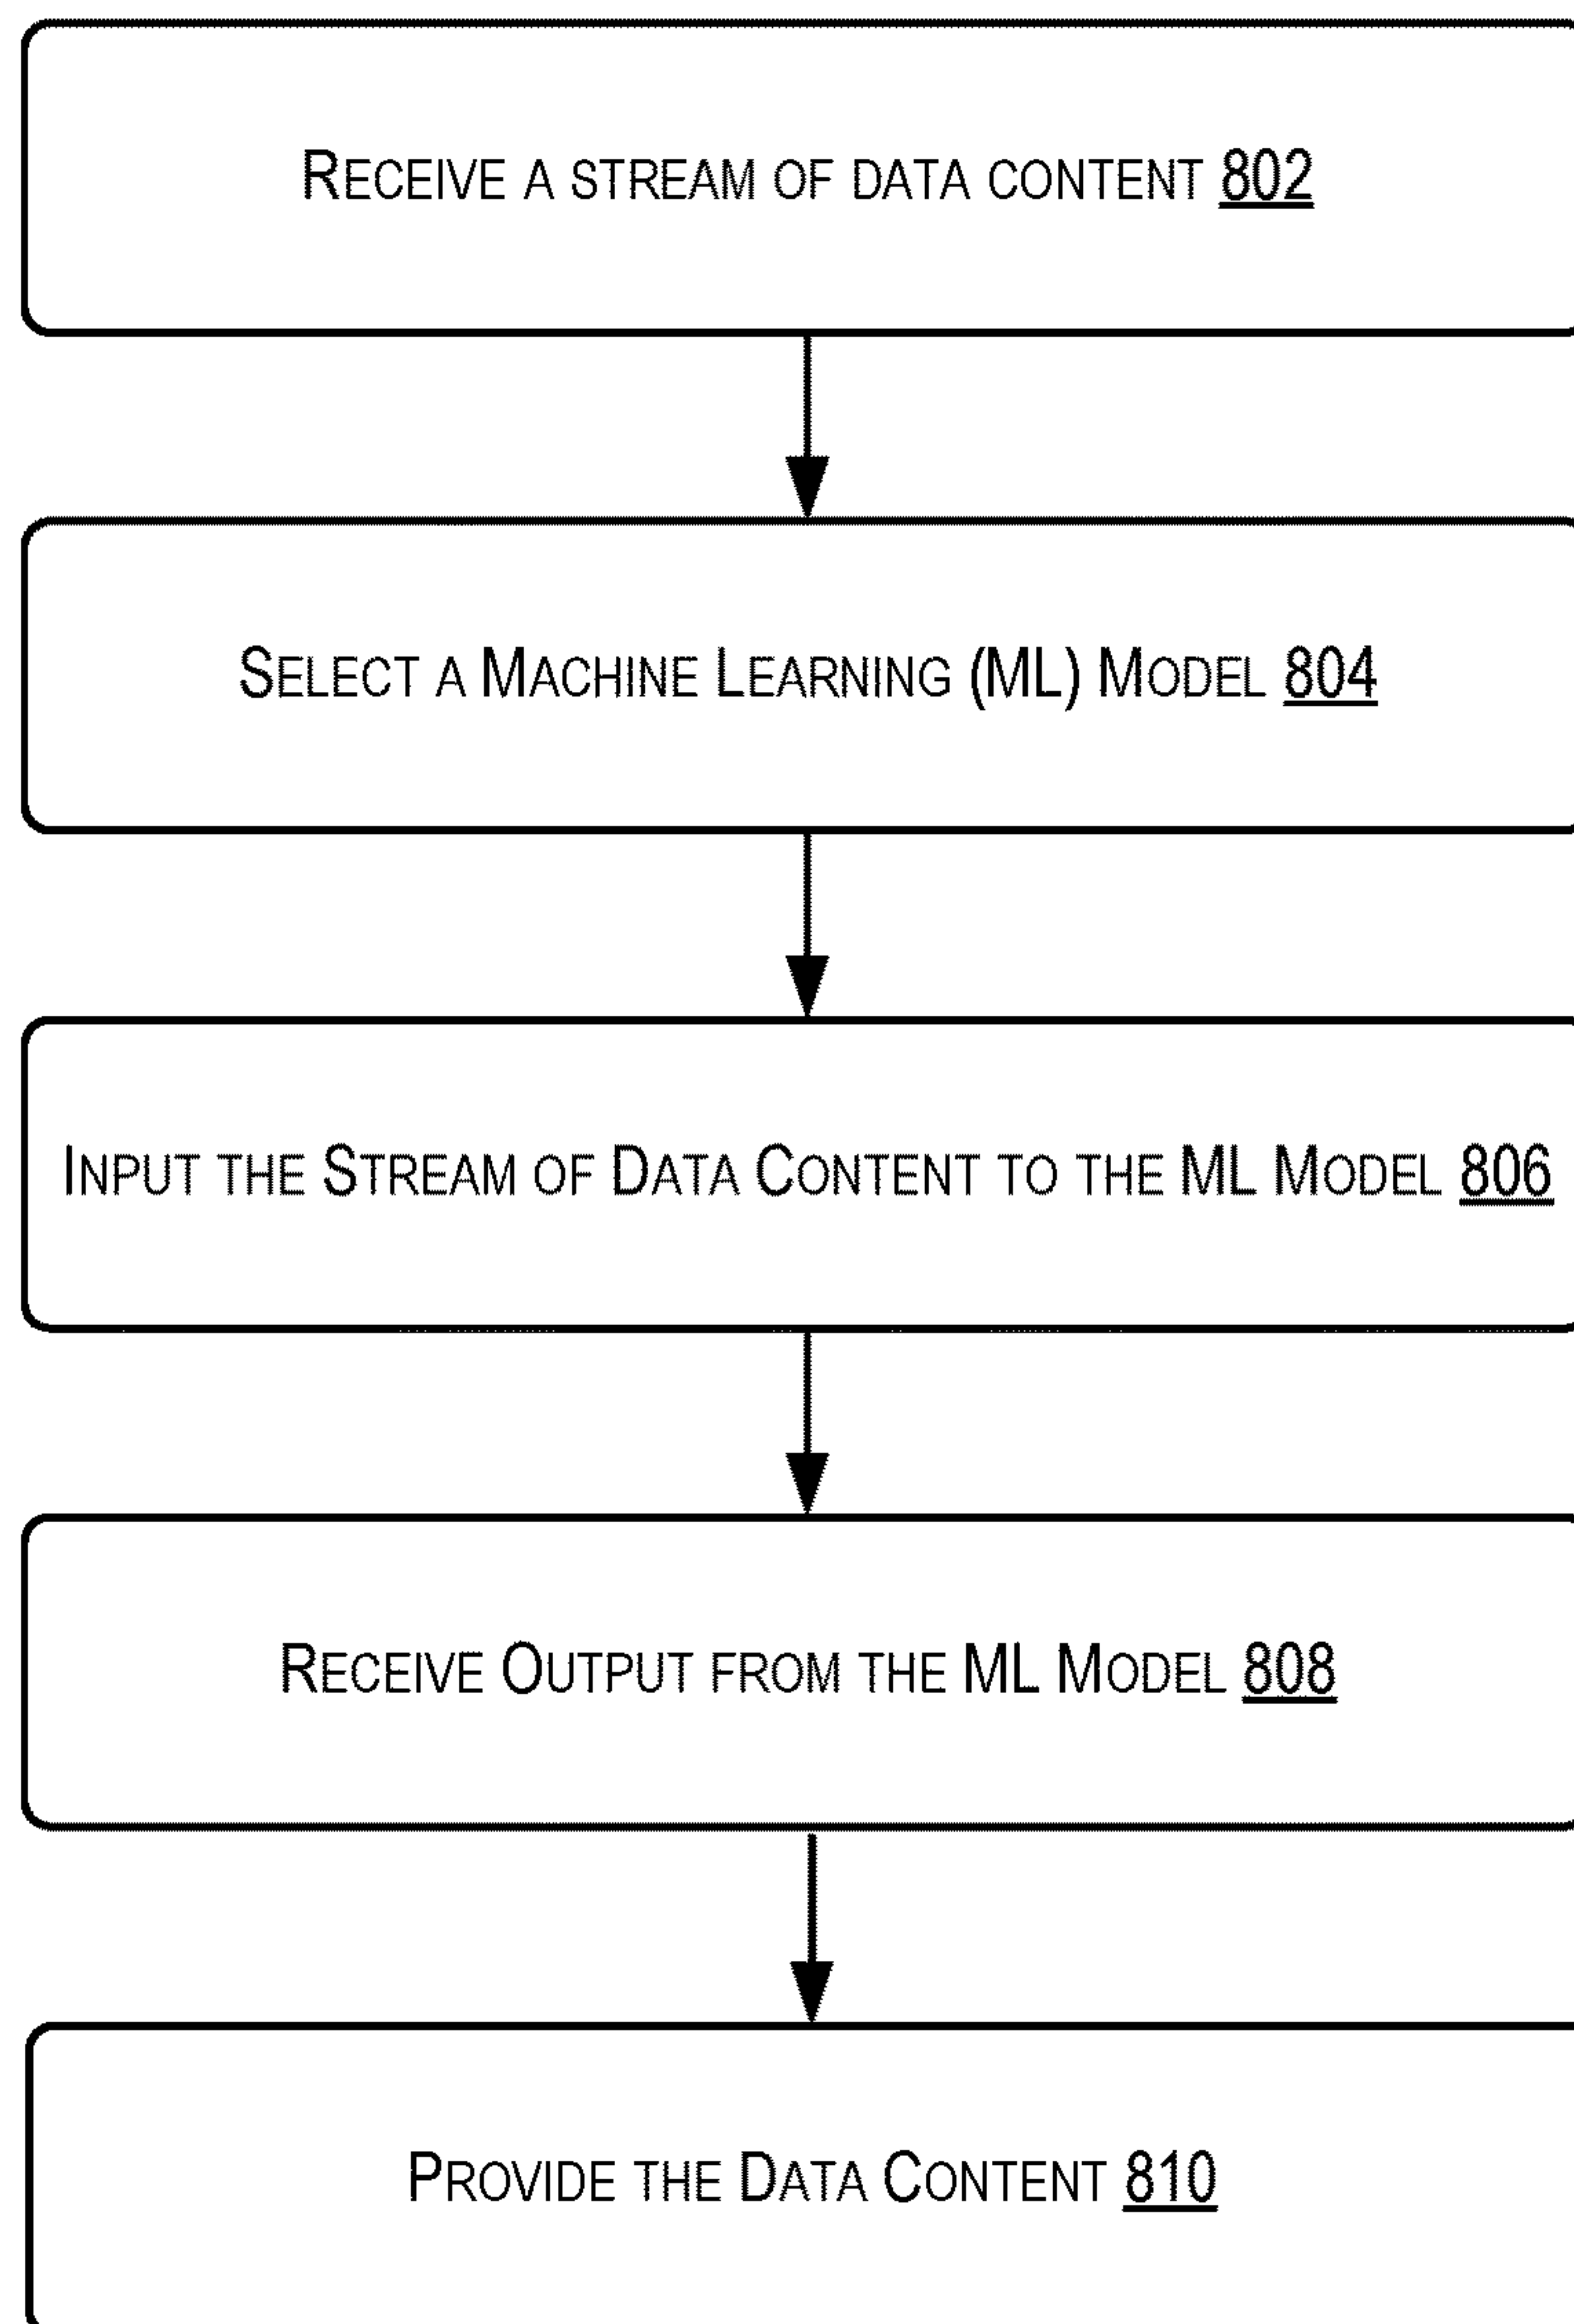 Receive a stream of data content 802
Select a Machine Learning (ML) Model 804
Input the Stream of Data Content to the ML Model 806
Receive Output from the ML Model 808
Provide the Data Content 810